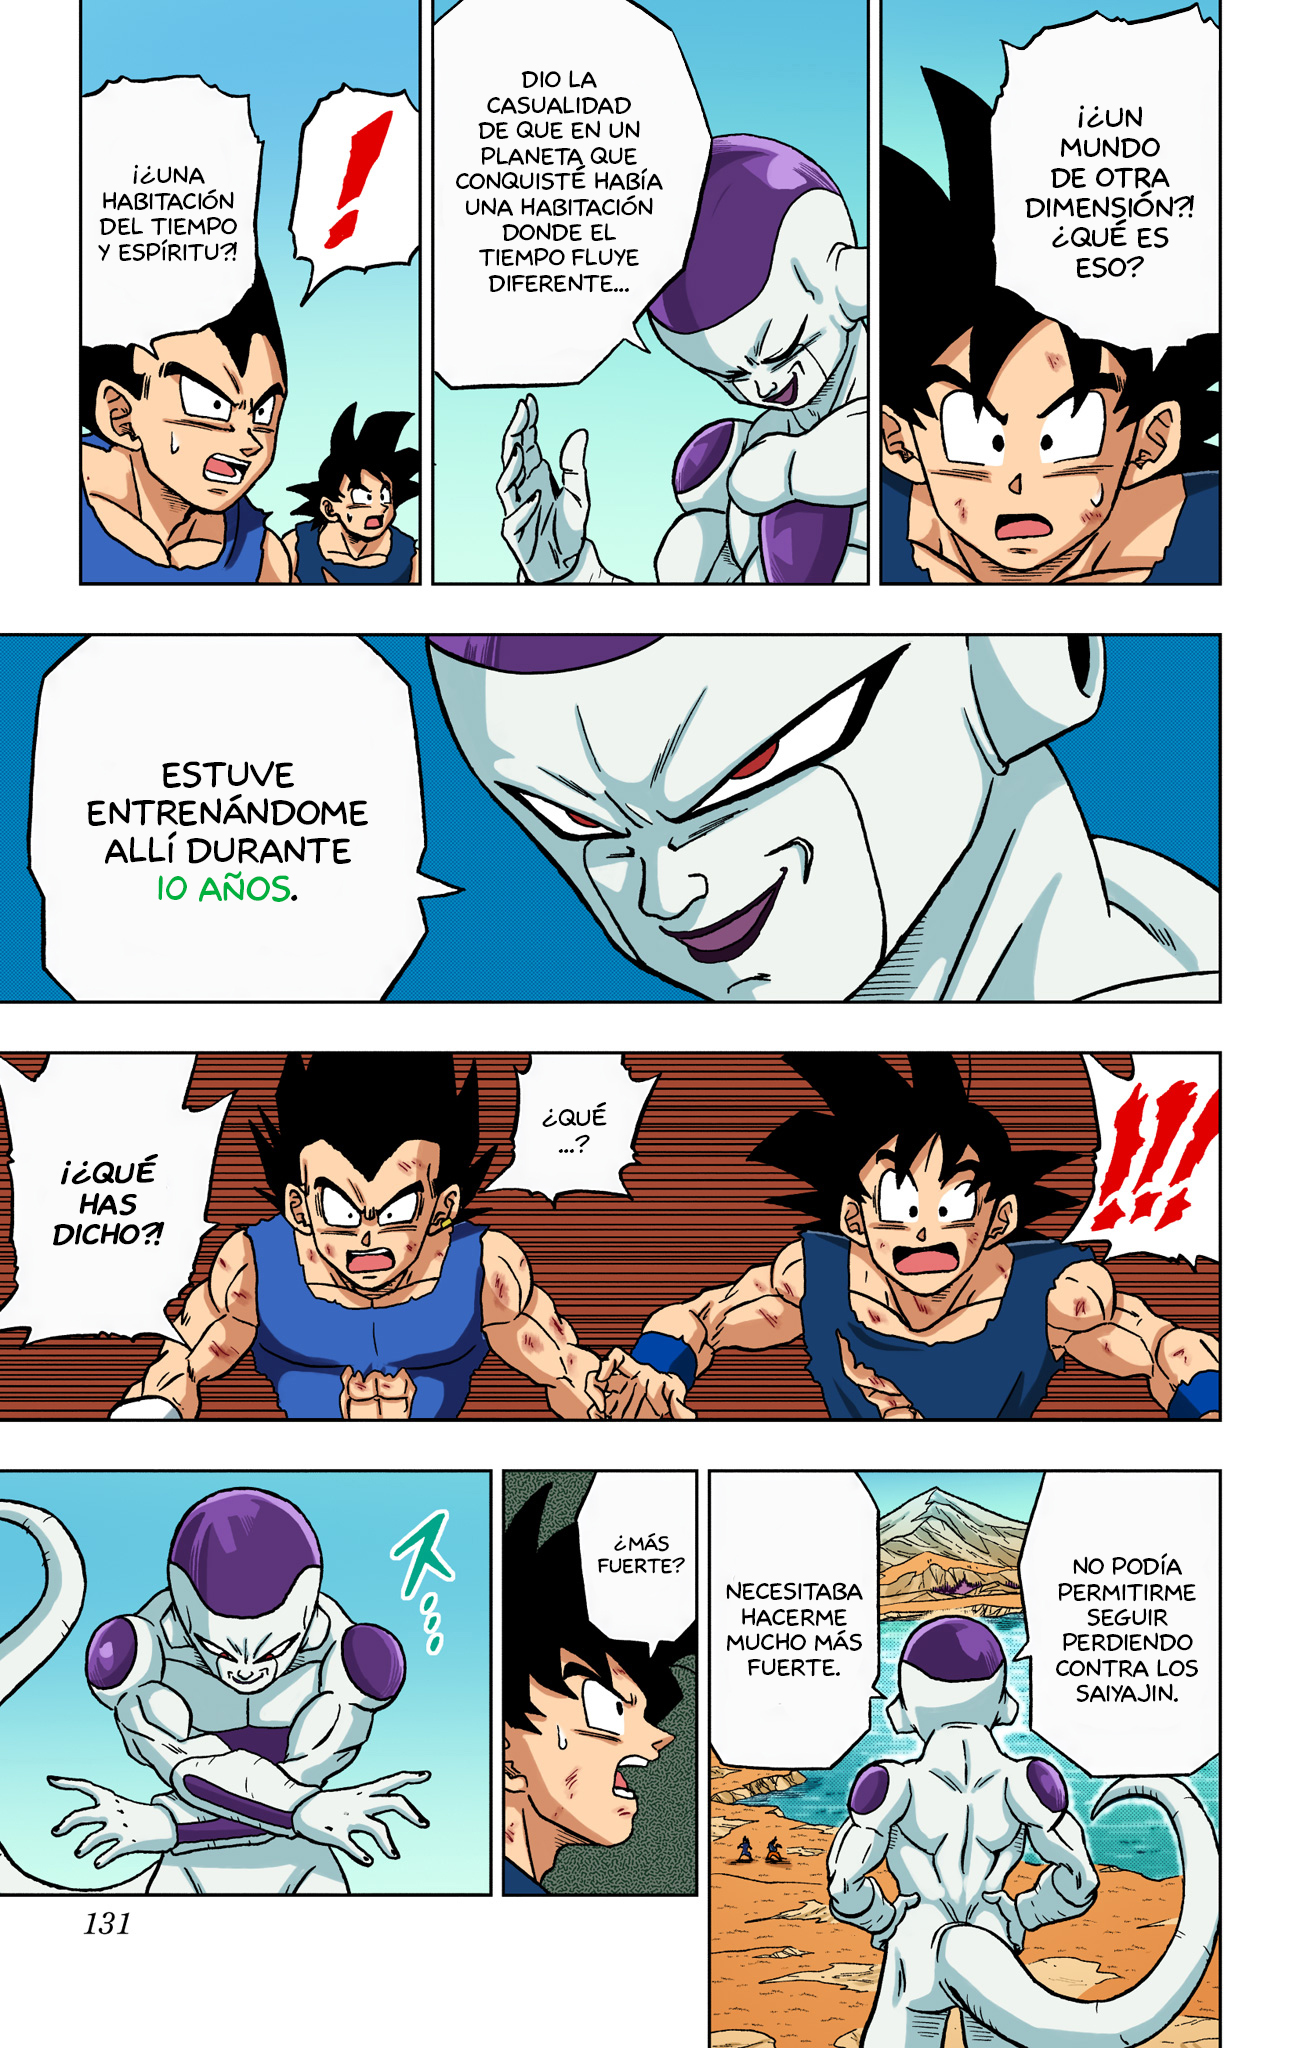 ¡¿UN
MUNDO
DE OTRA
DIMENSIÓN?!
¿QUÉ ES
ESO?
DIO LA
CASUALIDAD
DE QUE EN UN
PLANETA QUE
CONQUISTÉ HABÍA
UNA HABITACIÓN
DONDE EL
TIEMPO FLUYE
DIFERENTE...
!
¡¿UNA
HABITACIÓN
DEL TIEMPO
Y ESPÍRITU?!
ESTUVE
ENTRENÁNDOME
ALLÍ DURANTE
10 AÑOS.
!!!
¿QUÉ
...?
¡¿QUÉ
HAS
DICHO?!
NO PODÍA
PERMITIRME
SEGUIR
PERDIENDO
CONTRA LOS
SAIYAJIN.
NECESITABA
HACERME
MUCHO MÁS
FUERTE.
¿MÁS
FUERTE?
ス...
131